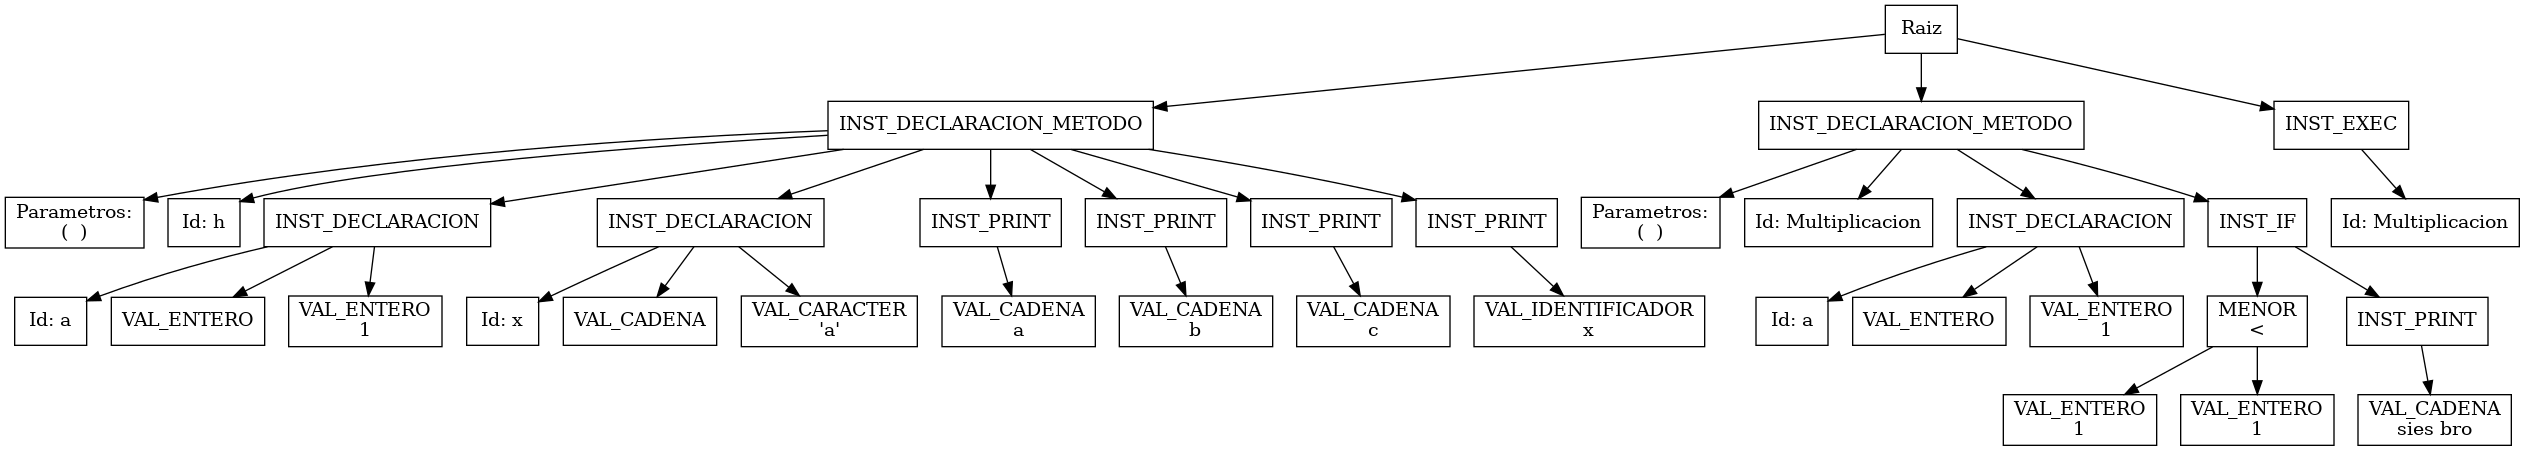 Raiz
INST_DECLARACION_METODO
INST_DECLARACION_METODO
INST_EXEC
Parametros:
( )
Id: h
INST_DECLARACION
INST_DECLARACION
INST_PRINT
INST_PRINT
INST_PRINT
INST_PRINT
Parametros:
( )
Id: Multiplicacion
INST_DECLARACION
INST_IF
Id: Multiplicacion
Id: a
VAL_ENTERO
VAL_ENTERO
1
Id: x
VAL_CADENA
VAL_CARACTER
'a'
VAL_CADENA
a
VAL_CADENA
b
VAL_CADENA
c
VAL_IDENTIFICADOR
x
Id: a
VAL_ENTERO
VAL_ENTERO
1
MENOR
<
INST_PRINT
VAL_ENTERO
1
VAL_ENTERO
1
VAL_CADENA
sies bro